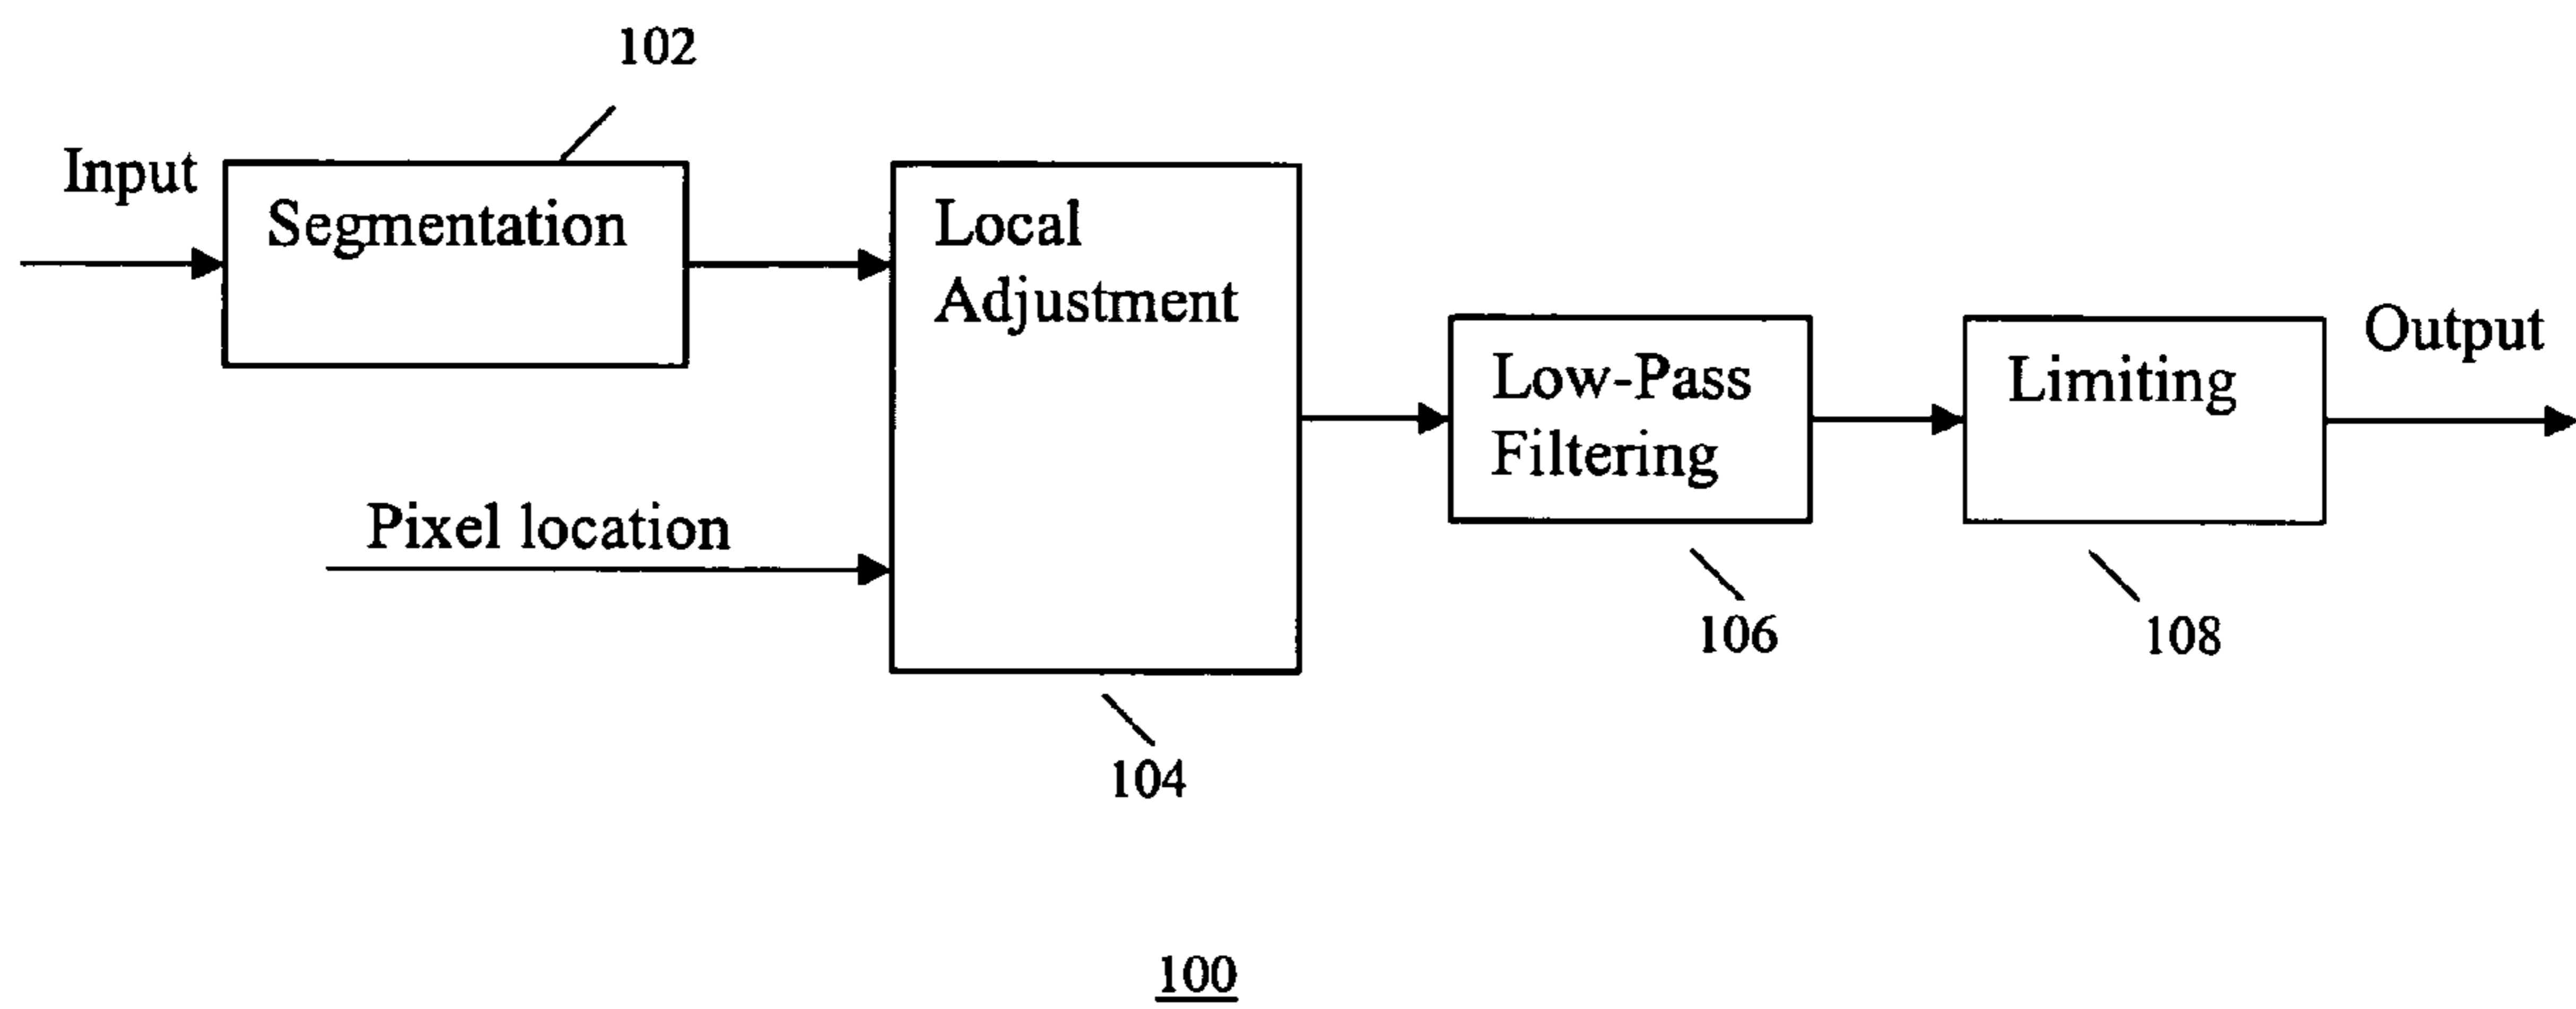 102
Input
Segmentation
Local
Adjustment
Pixel location
Low-Pass
Filtering
Limiting
Output
106
108
104
100